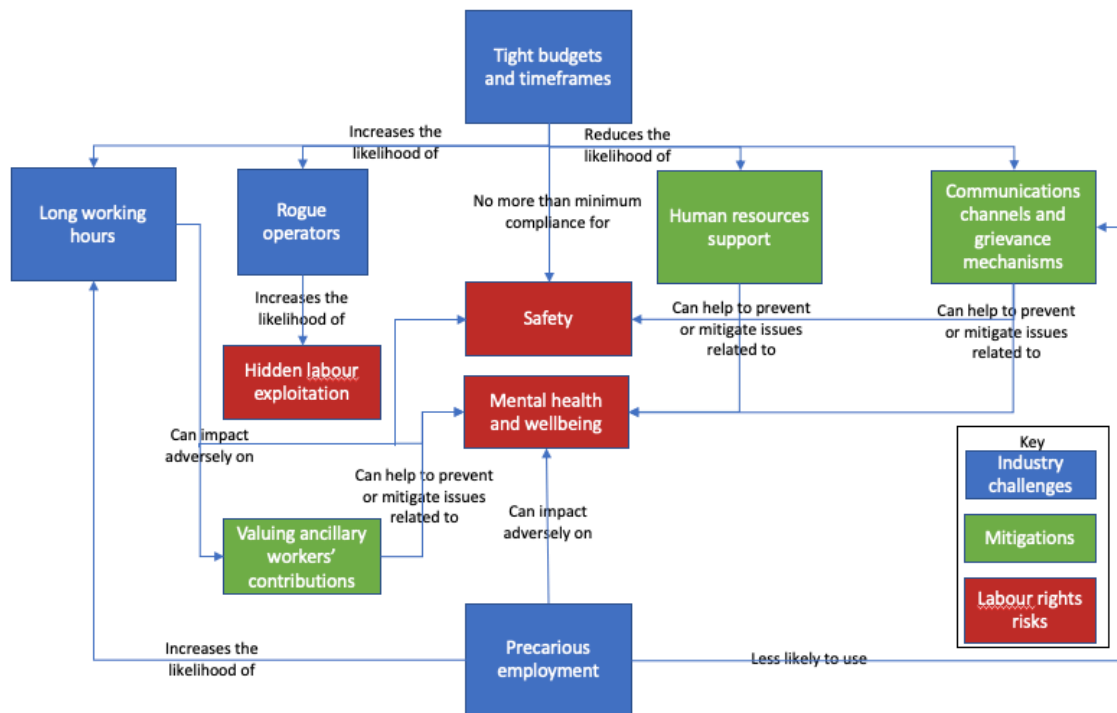 Tight budgets
and timeframes
Increases the
likelihood of
Reduces the
likelihood of
Long working
hours
Rogue
operators
No more than minimum
compliance for
Human resources
support
Communications
channels and
grievance
mechanisms
Increases the
likelihood of
Safety
Can help to prevent
or mitigate issues
related to
Can help to prevent
or mitigate issues
related to
Hidden labour
exploitation
Mental health
and wellbeing
Can impact
adversely on
Can help to prevent
or mitigate issues
related to
Can impact
adversely on
Valuing ancillary
workers’
contributions
Key
Industry
challenges
Mitigations
Labour rights
risks
Increases the
likelihood of
Precarious
employment
Less likely to use